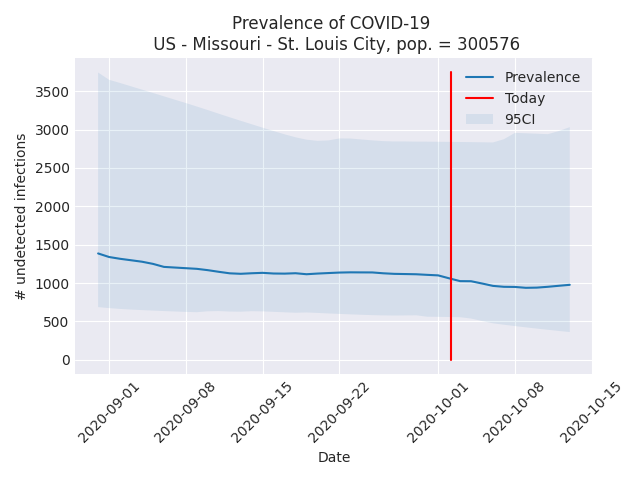 Prevalence of COVID-19
US - Missouri - St. Louis City, pop. = 300576
Prevalence
Today
95CI
# undetected infections
3500
3000
2500
2000
1500
1000
500
0
2020-09-01
2020-09-08
2020-09-15
2020-09-22
2020-10-01
2020-10-08
2020-10-15
Date